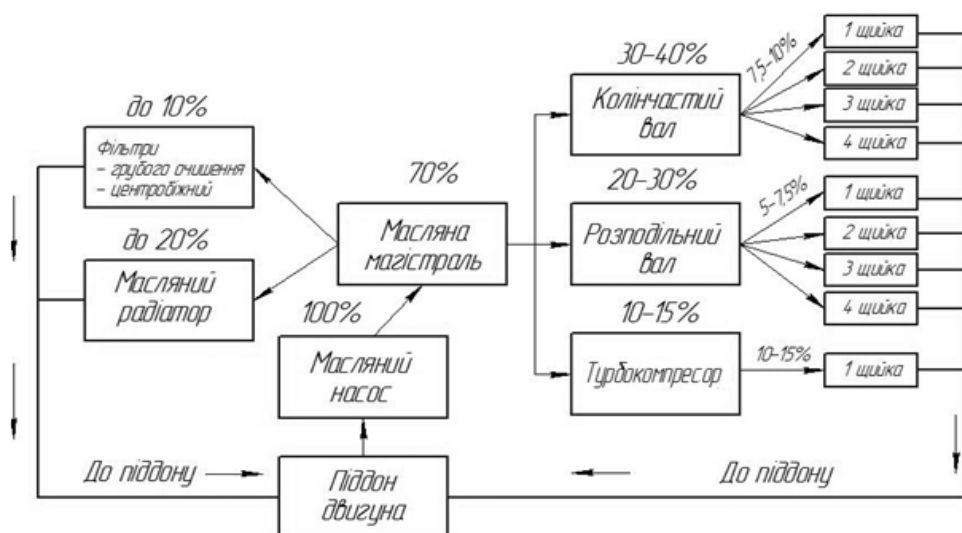 до 10%
Фільтри
– грубого очищення
– центробіжний
до 20%
Масляний
радіатор
70%
Масляна
магістраль
100%
Масляний
насос
Піддон
двигуна
До піддону
30–40%
Колінчастий
вал
7,5–10%
1 щийка
2 щийка
3 щийка
4 щийка
20–30%
Розподільний
вал
5–7,5%
1 щийка
2 щийка
3 щийка
4 щийка
10–15%
Турбокомпресор
10–15%
1 щийка
До піддону